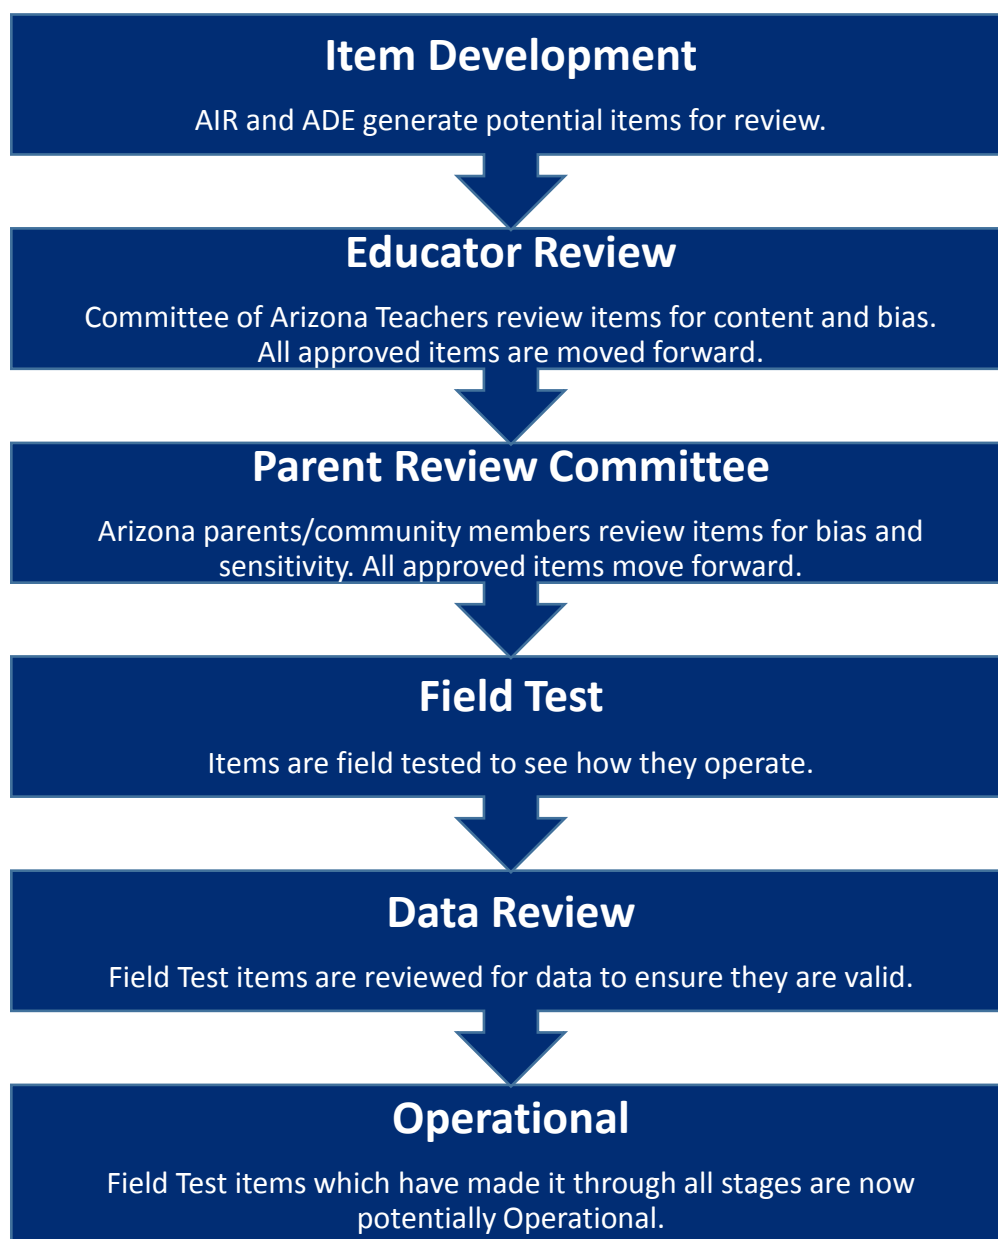 Item Development
AIR and ADE generate potential items for review.
Educator Review
Committee of Arizona Teachers review items for content and bias.
All approved items are moved forward.
Parent Review Committee
Arizona parents/community members review items for bias and
sensitivity. All approved items move forward.
Field Test
Items are field tested to see how they operate.
Data Review
Field Test items are reviewed for data to ensure they are valid.
Operational
Field Test items which have made it through all stages are now
potentially Operational.